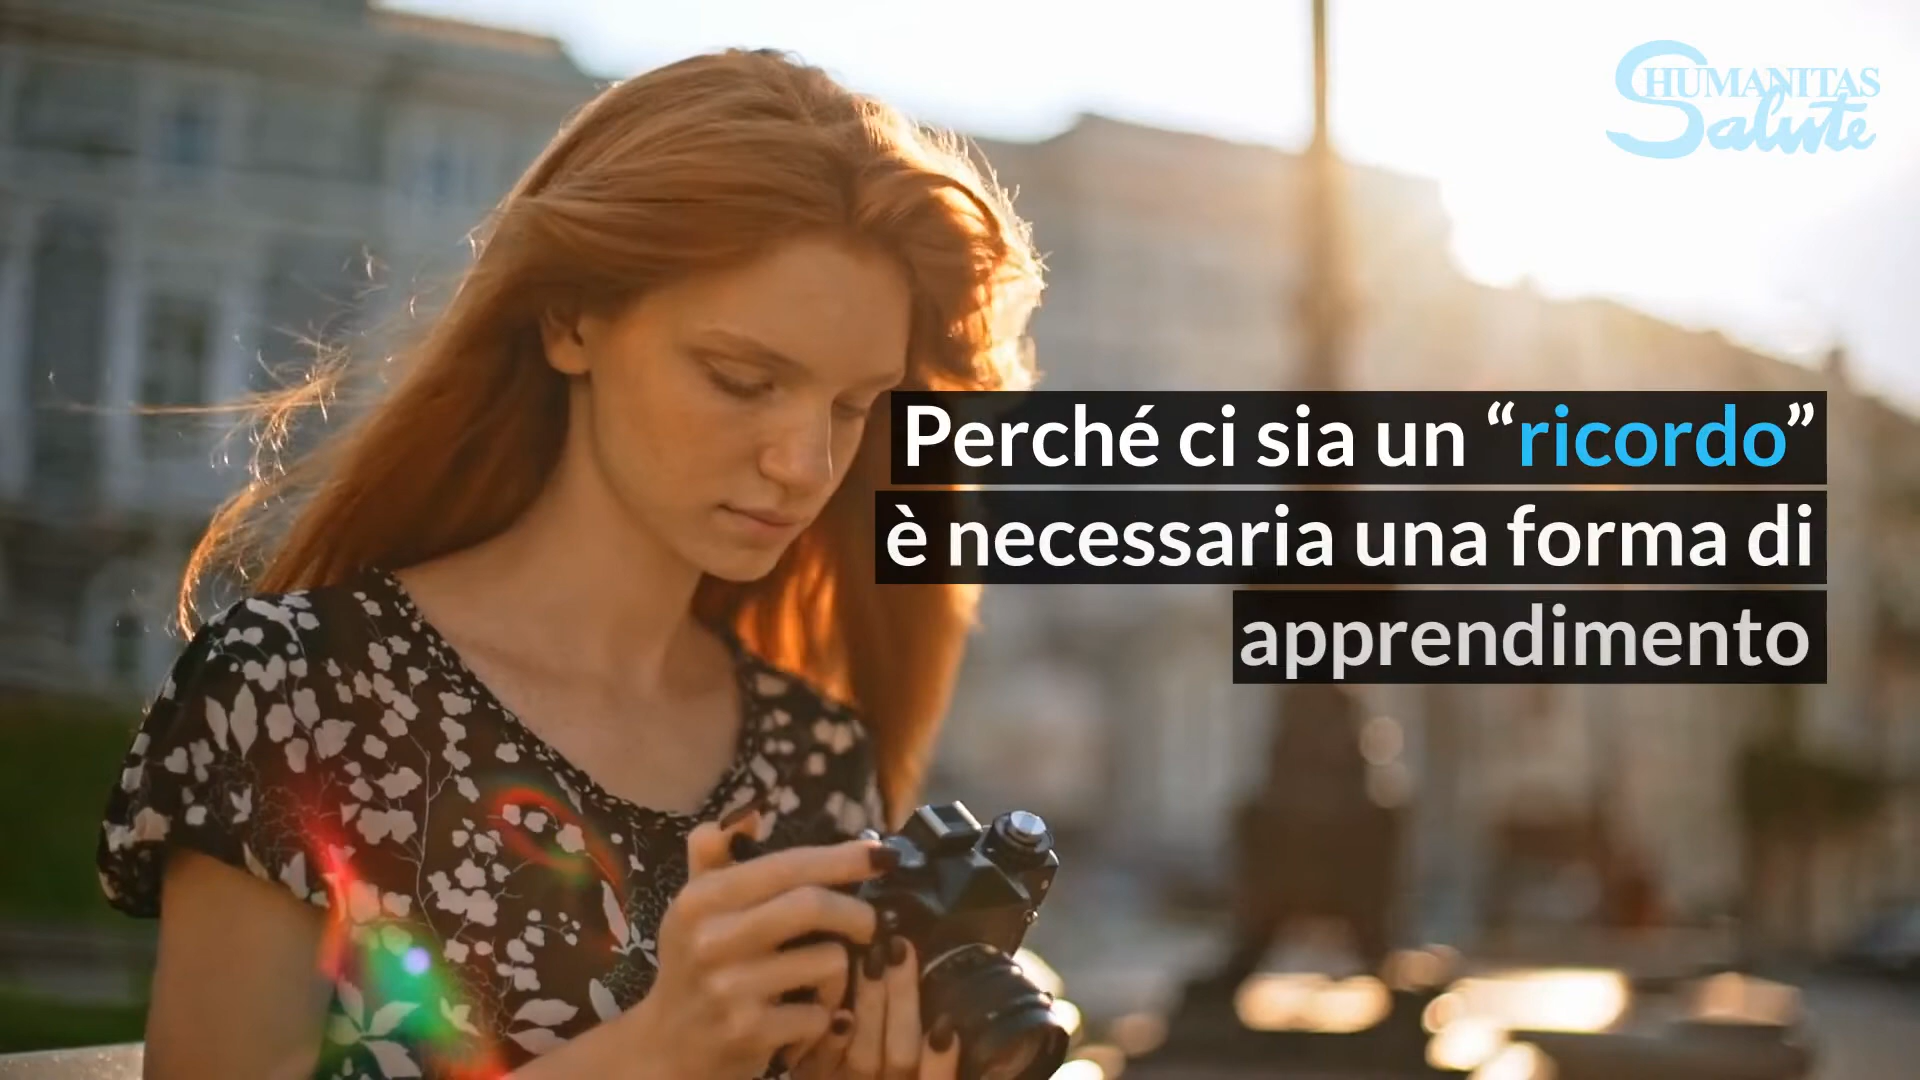 HUMANITAS
Salute
Perché ci sia un “ricordo”
è necessaria una forma di
apprendimento